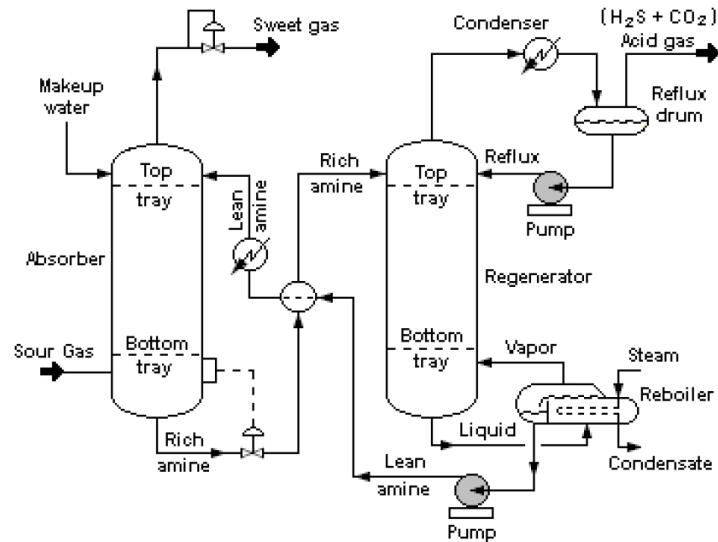 Sweet gas
Condenser
(H2S + CO2)
Acid gas
Makeup
water
Reflux
drum
Top
tray
Lean
amine
Rich
amine
Top
tray
Reflux
Pump
Absorber
Regenerator
Sour Gas
Bottom
tray
Bottom
tray
Vapor
Steam
Reboiler
Rich
amine
Liquid
Lean
amine
Condensate
Pump